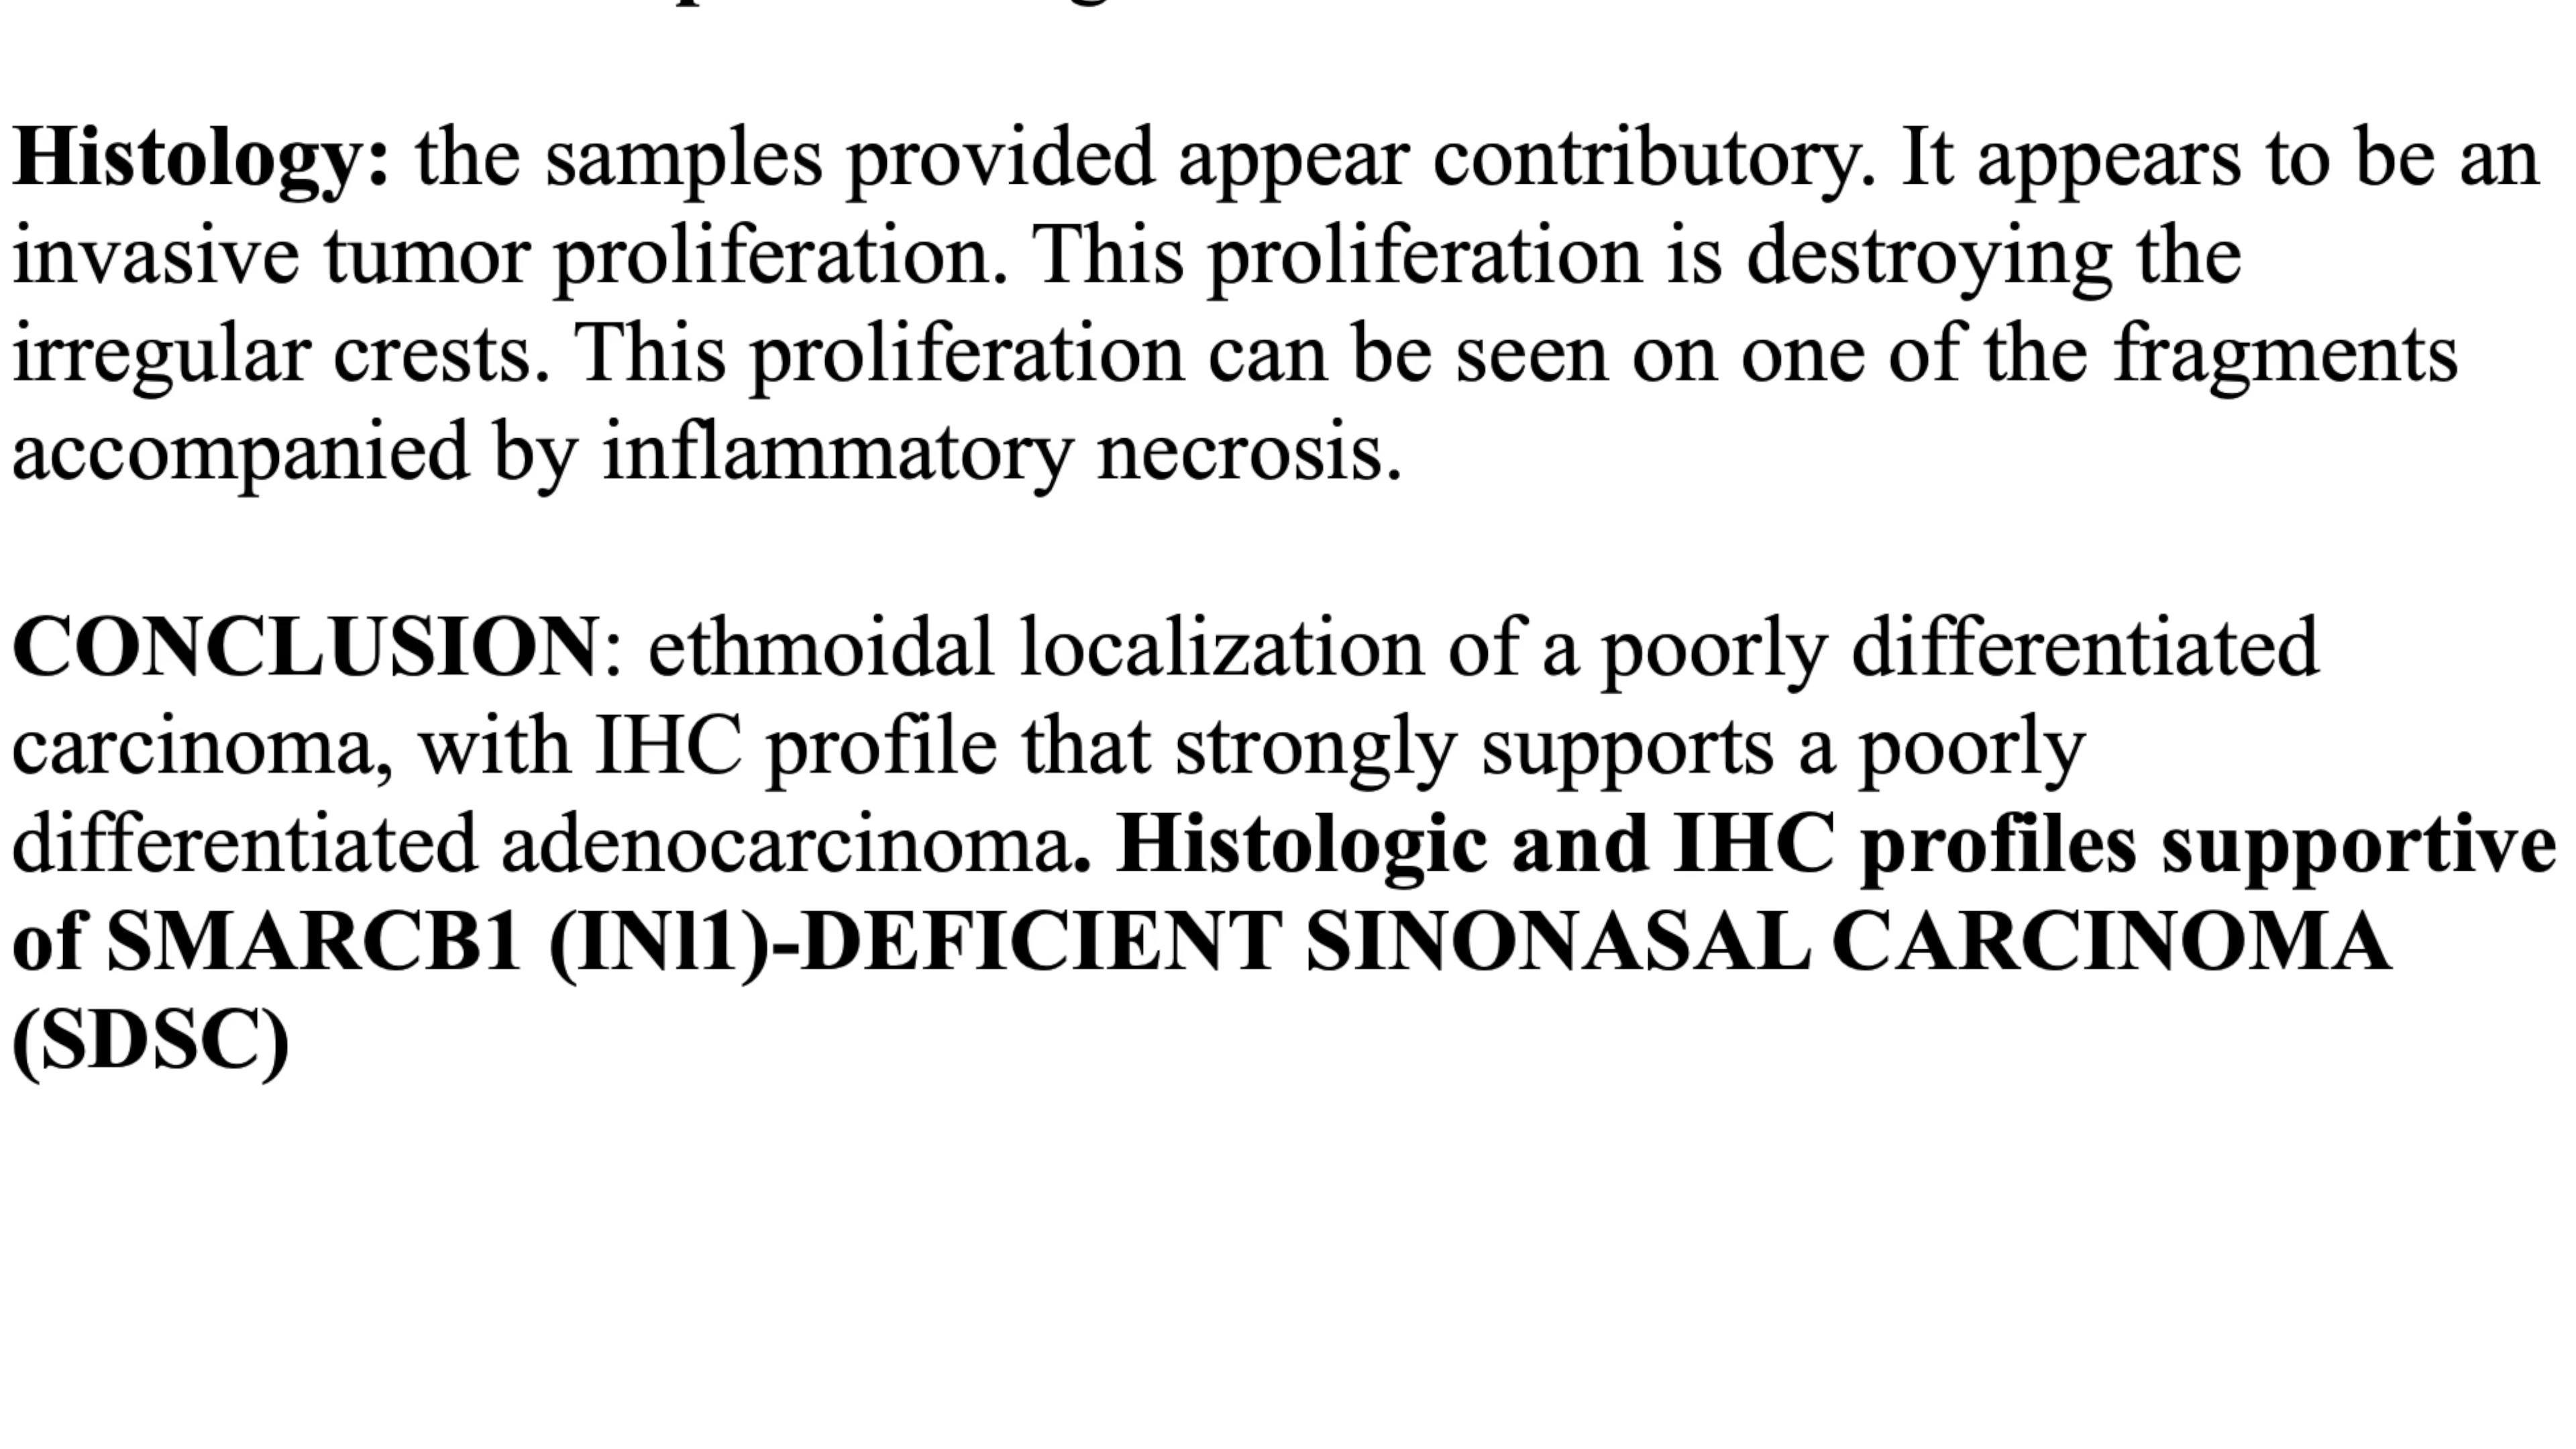 Histology: the samples provided appear contributory. It appears to be an
invasive tumor proliferation. This proliferation is destroying the
irregular crests. This proliferation can be seen on one of the fragments
accompanied by inflammatory necrosis.
CONCLUSION: ethmoidal localization of a poorly differentiated
carcinoma, with IHC profile that strongly supports a poorly
differentiated adenocarcinoma. Histologic and IHC profiles supportive
of SMARCB1 (INl1)-DEFICIENT SINONASAL CARCINOMA
(SDSC)